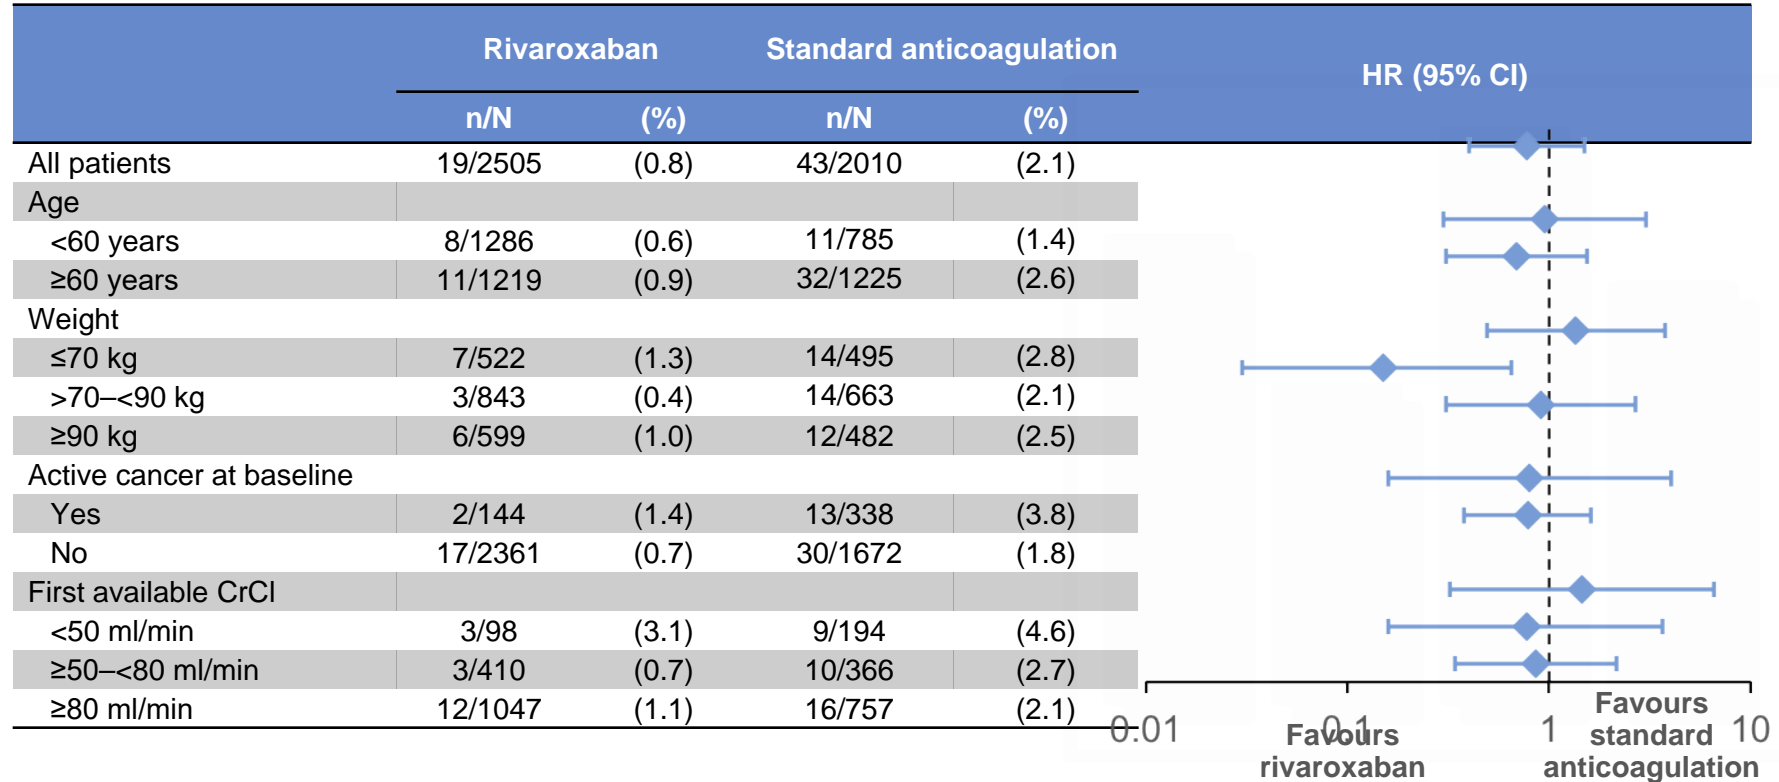 Rivaroxaban Standard anticoagulation HR (95% CI)
n/N (%) n/N (%)
All patients 19/2505 (0.8) 43/2010 (2.1)
Age
<60 years 8/1286 (0.6) 11/785 (1.4)
≥60 years 11/1219 (0.9) 32/1225 (2.6)
Weight
≤70 kg 7/522 (1.3) 14/495 (2.8)
>70–<90 kg 3/843 (0.4) 14/663 (2.1)
≥90 kg 6/599 (1.0) 12/482 (2.5)
Active cancer at baseline
Yes 2/144 (1.4) 13/338 (3.8)
No 17/2361 (0.7) 30/1672 (1.8)
First available CrCl
<50 ml/min 3/98 (3.1) 9/194 (4.6)
≥50–<80 ml/min 3/410 (0.7) 10/366 (2.7)
≥80 ml/min 12/1047 (1.1) 16/757 (2.1)
0.01 0.1 1 10
Favours
rivaroxaban
Favours
standard
anticoagulation